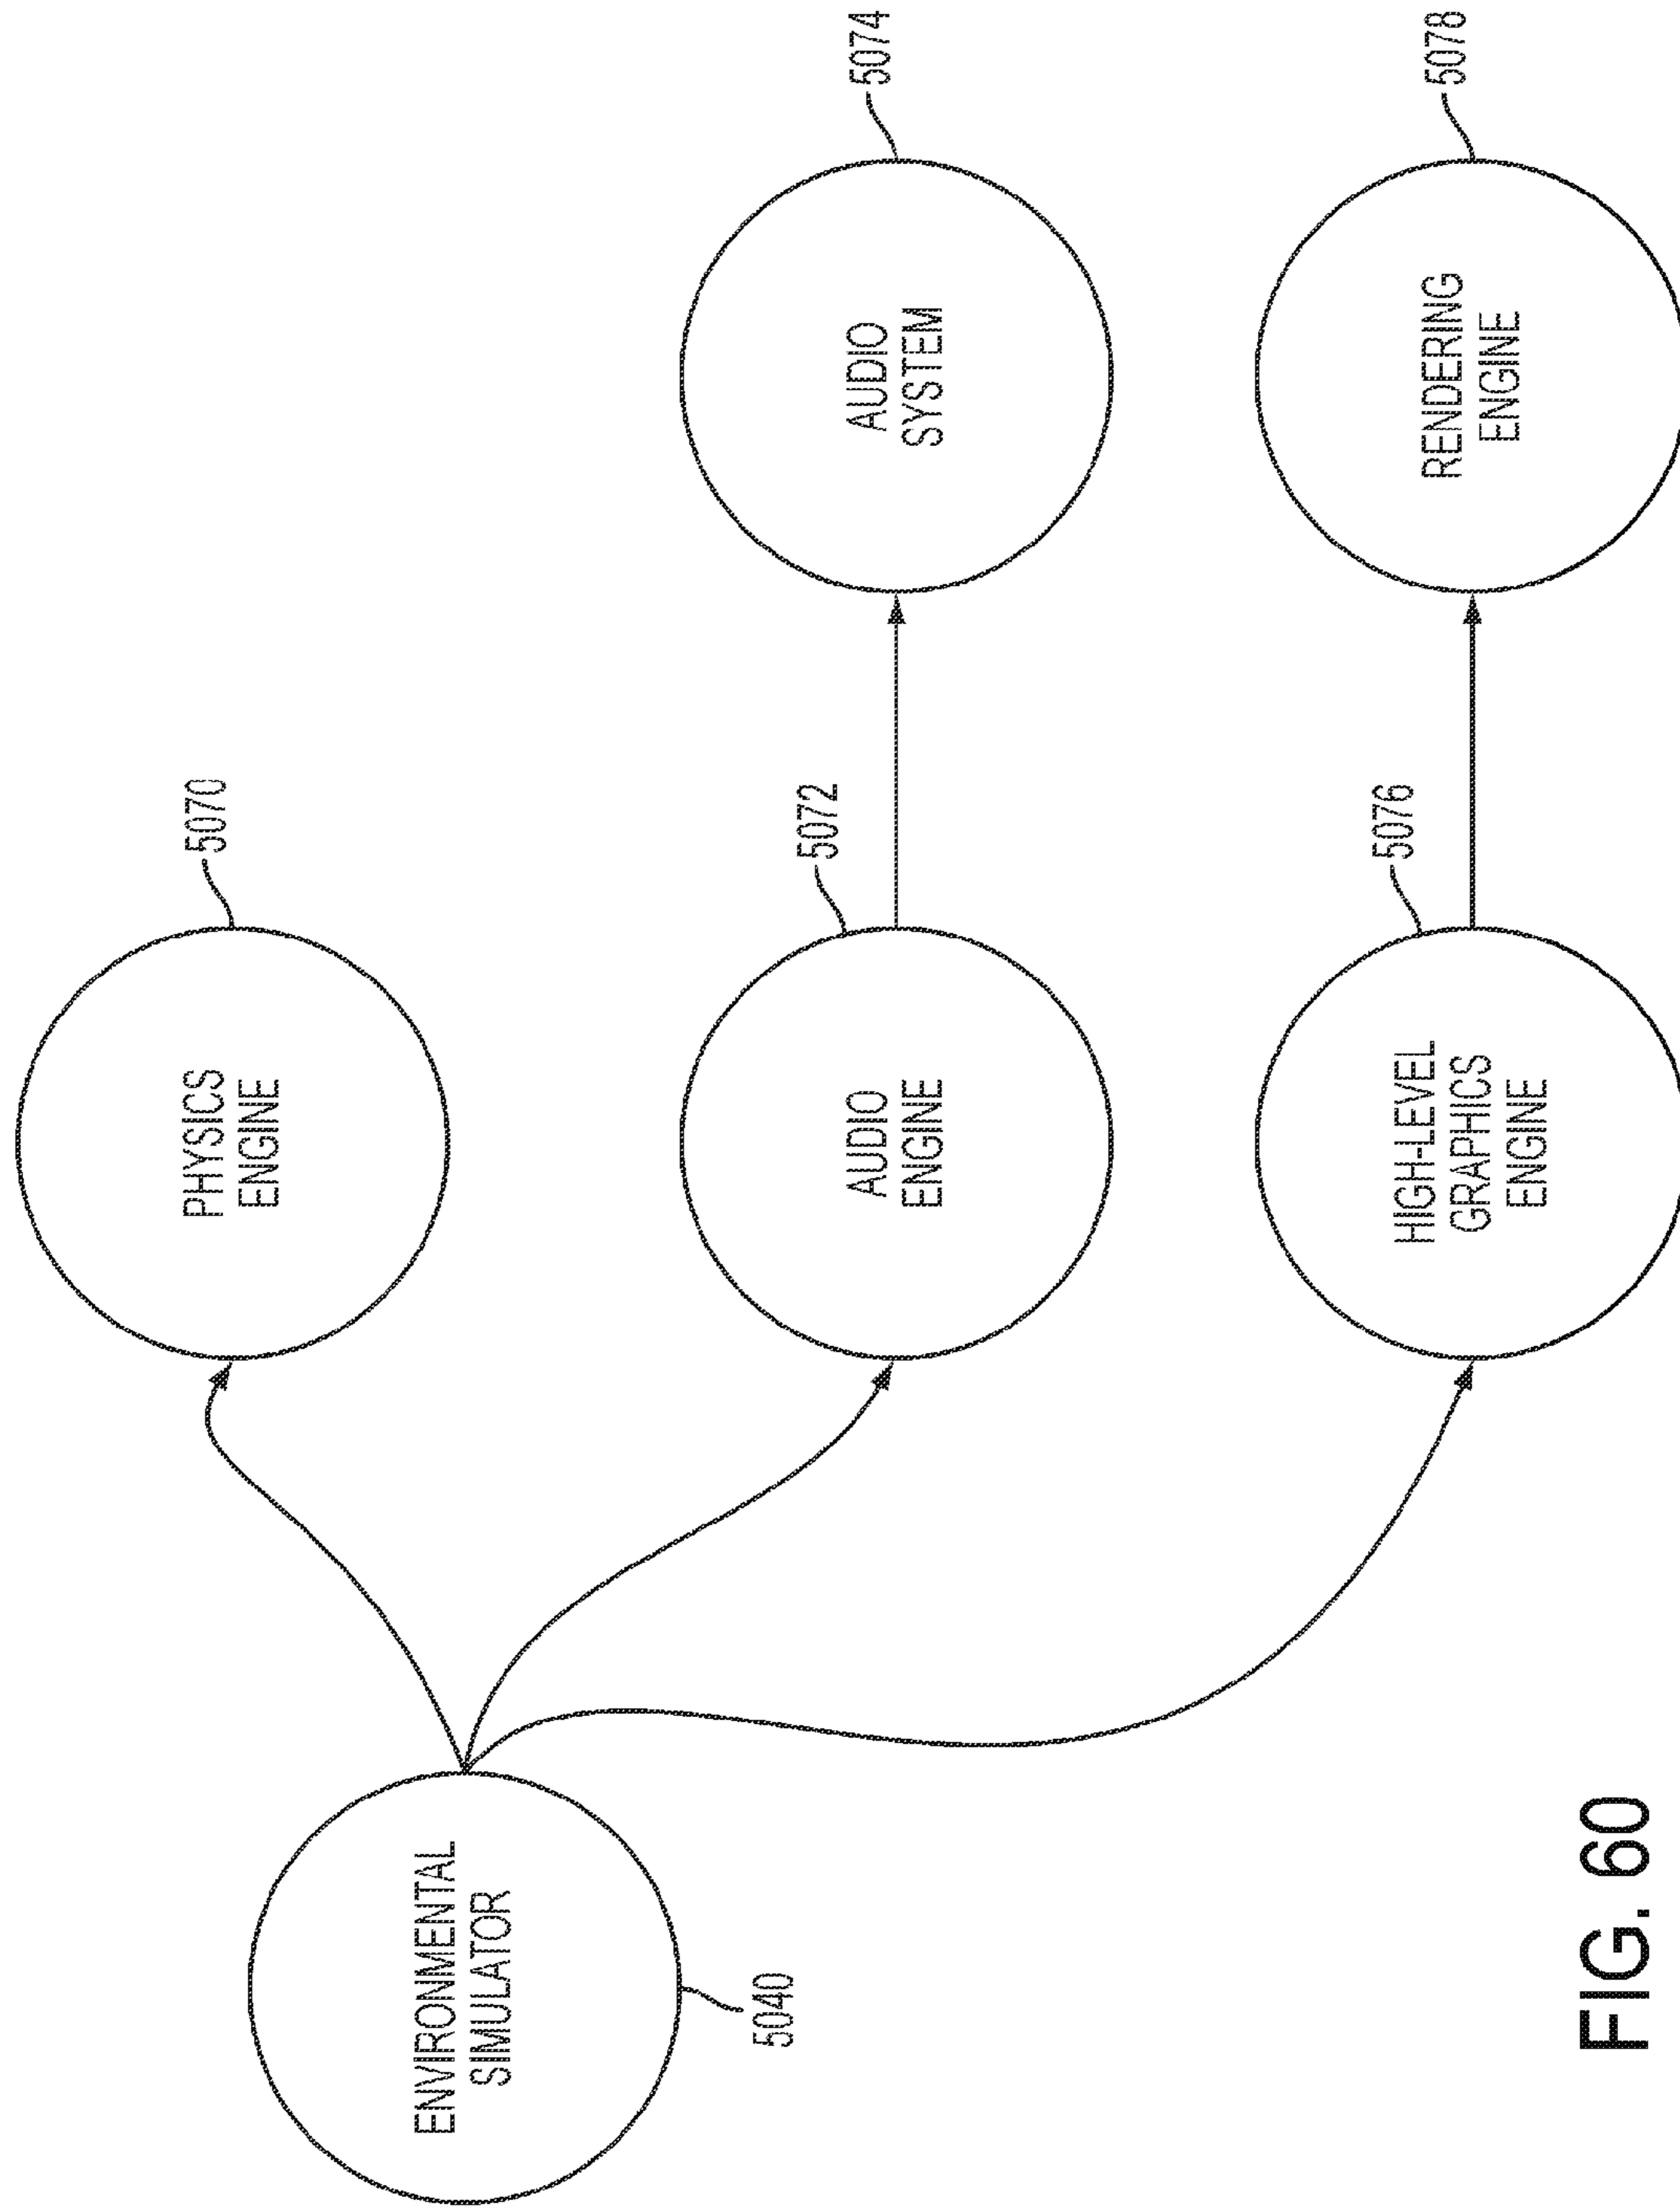 5070
PHYSICS
ENGINE
ENVIRONMENTAL
SIMULATOR
5040
5072
5074
AUDIO
ENGINE
AUDIO
SYSTEM
5076
5078
HIGH-LEVEL
GRAPHICS
ENGINE
RENDERING
ENGINE
FIG. 60